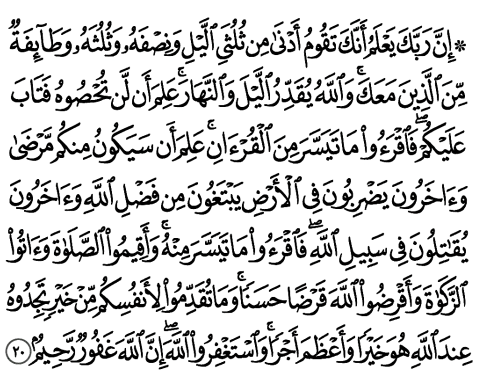 ۞ إِنَّ رَبَّكَ يَعْلَمُ أَنَّكَ تَقُومُ أَدْنَىٰ مِن ثُلُثَيِ ٱلَّيْلِ وَنِصْفَهُۥ وَثُلُثَهُۥ وَطَآئِفَةٌ
مِّنَ ٱلَّذِينَ مَعَكَۚ وَٱللَّهُ يُقَدِّرُ ٱلَّيْلَ وَٱلنَّهَارَۚ عَلِمَ أَن لَّن تُحْصُوهُ فَتَابَ
عَلَيْكُمْۖ فَٱقْرَءُوا۟ مَا تَيَسَّرَ مِنَ ٱلْقُرْءَانِۚ عَلِمَ أَن سَيَكُونُ مِنكُم مَّرْضَىٰ
وَءَاخَرُونَ يَضْرِبُونَ فِى ٱلْأَرْضِ يَبْتَغُونَ مِن فَضْلِ ٱللَّهِ وَءَاخَرُونَ
يُقَٰتِلُونَ فِى سَبِيلِ ٱللَّهِۖ فَٱقْرَءُوا۟ مَا تَيَسَّرَ مِنْهُۚ وَأَقِيمُوا۟ ٱلصَّلَوٰةَ وَءَاتُوا۟
ٱلزَّكَوٰةَ وَأَقْرِضُوا۟ ٱللَّهَ قَرْضًا حَسَنًاۚ وَمَا تُقَدِّمُوا۟ لِأَنفُسِكُم مِّنْ خَيْرٍ تَجِدُوهُ
عِندَ ٱللَّهِ هُوَ خَيْرًا وَأَعْظَمَ أَجْرًاۚ وَٱسْتَغْفِرُوا۟ ٱللَّهَۖ إِنَّ ٱللَّهَ غَفُورٌ رَّحِيمٌۢ ٢٠